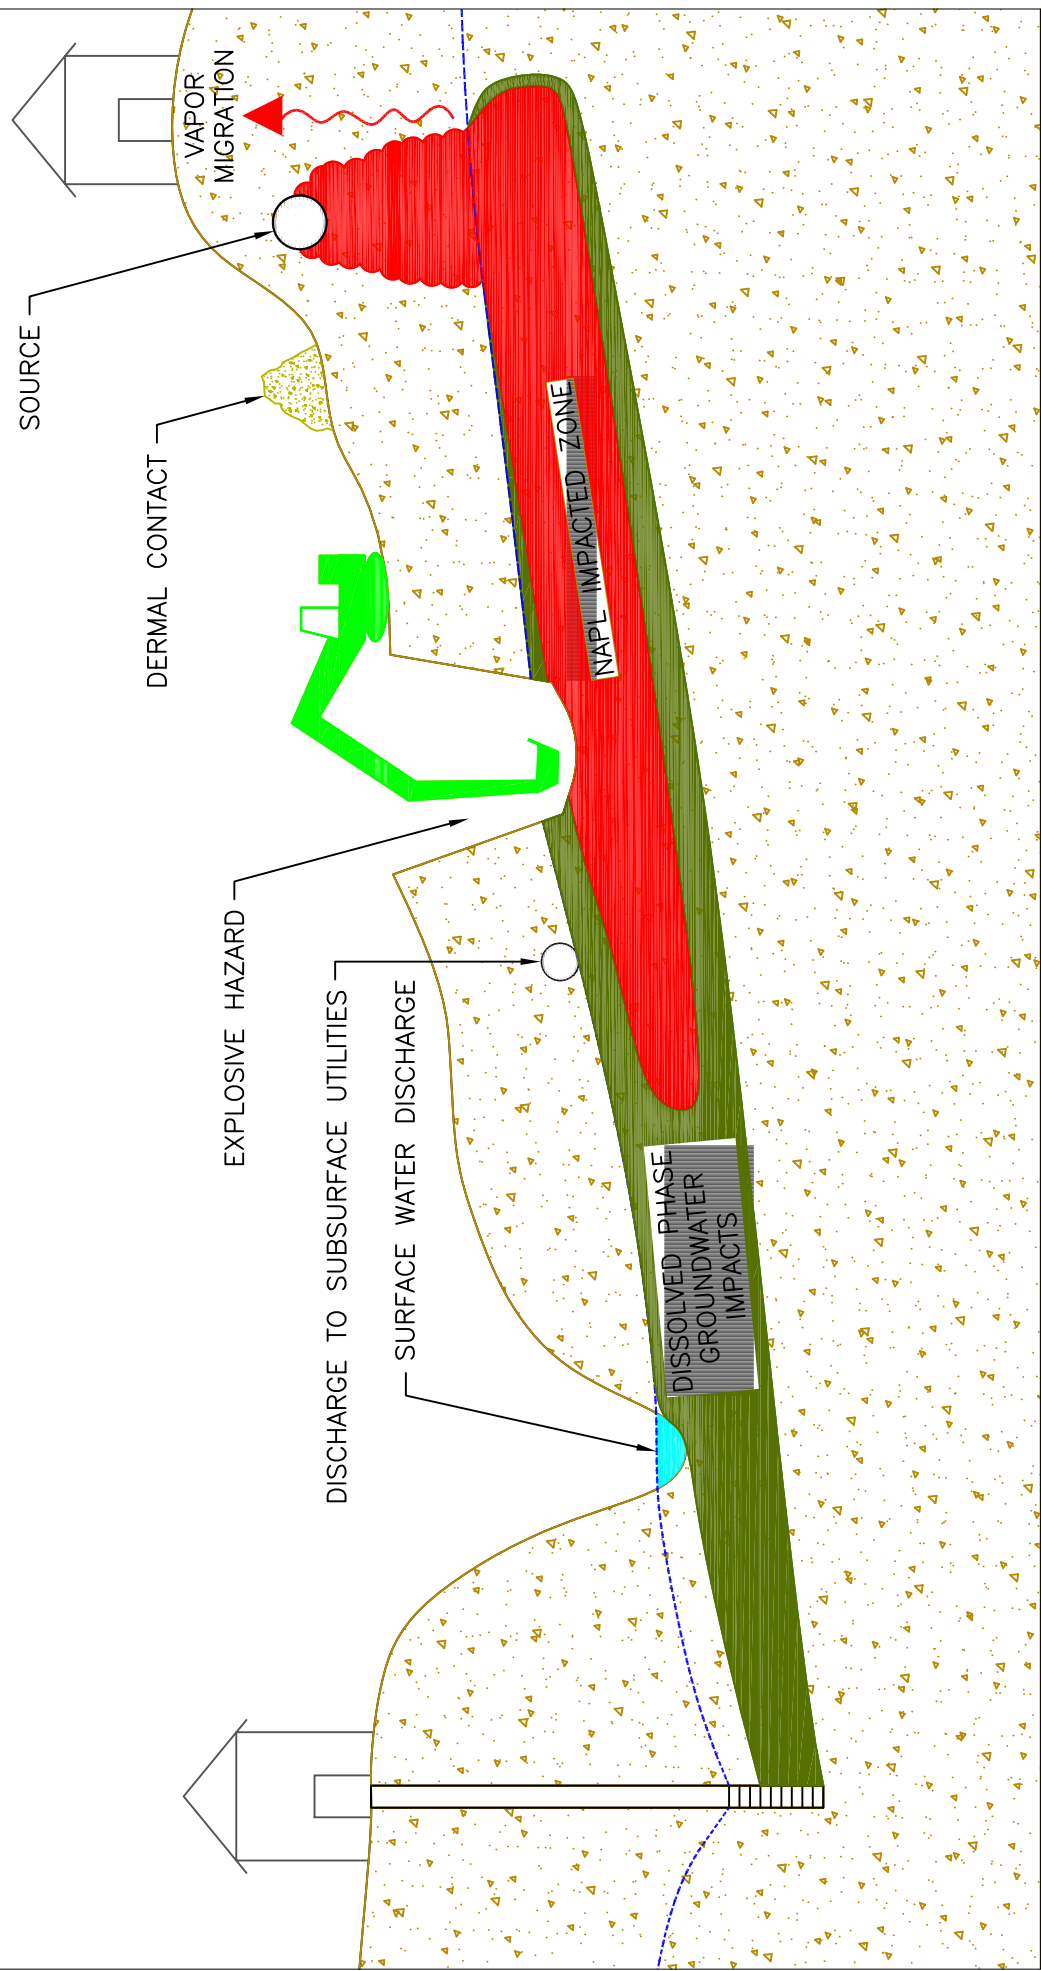 SOURCE
VAPOR
MIGRATION
DERMAL CONTACT
EXPLOSIVE HAZARD
DISCHARGE TO SUBSURFACE UTILITIES
SURFACE WATER DISCHARGE
NAPL IMPACTED ZONE
DISSOLVED PHASE
GROUNDWATER
IMPACTS